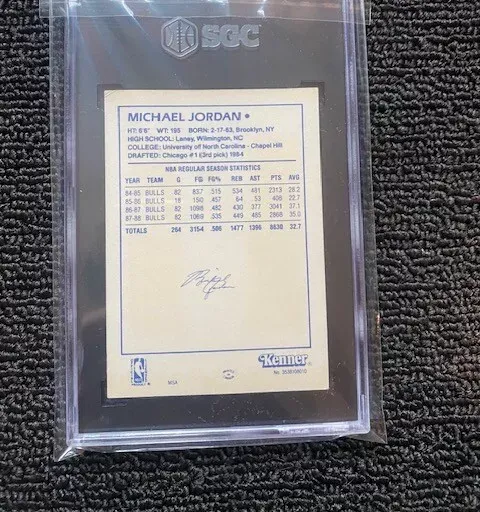 SGC
MICHAEL JORDAN •
HT: 6'6" WT: 195 BORN: 2-17-63, Brooklyn, NY
HIGH SCHOOL: Laney, Wilmington, NC
COLLEGE: University of North Carolina - Chapel Hill
DRAFTED: Chicago #1 (3rd pick) 1984
NBA REGULAR SEASON STATISTICS
YEAR TEAM G FG FG% REB AST PTS AVG
84-85 BULLS 82 837 .515 534 481 2313 28.2
85-86 BULLS 18 150 .457 64 53 408 22.7
86-87 BULLS 82 1098 .482 430 377 3041 37.1
87-88 BULLS 82 1069 .535 449 485 2868 35.0
TOTALS 264 3154 .506 1477 1396 8630 32.7
Kenner
NBA